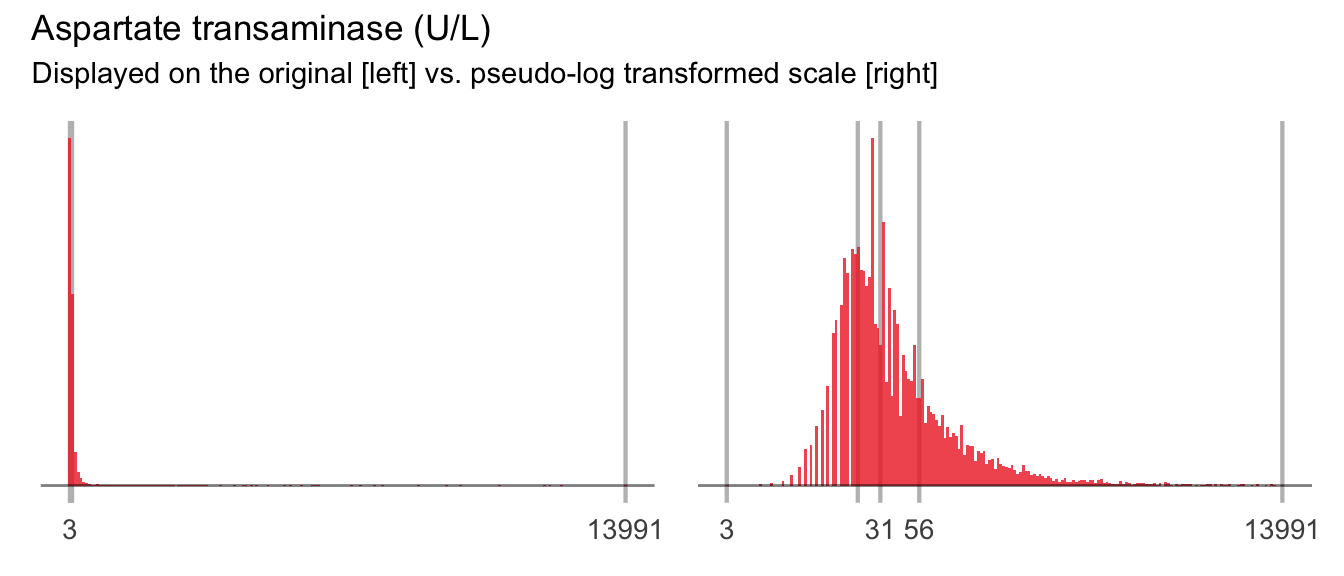 Aspartate transaminase (U/L)
Displayed on the original [left] vs. pseudo-log transformed scale [right]
3 13991 3 31 56 13991